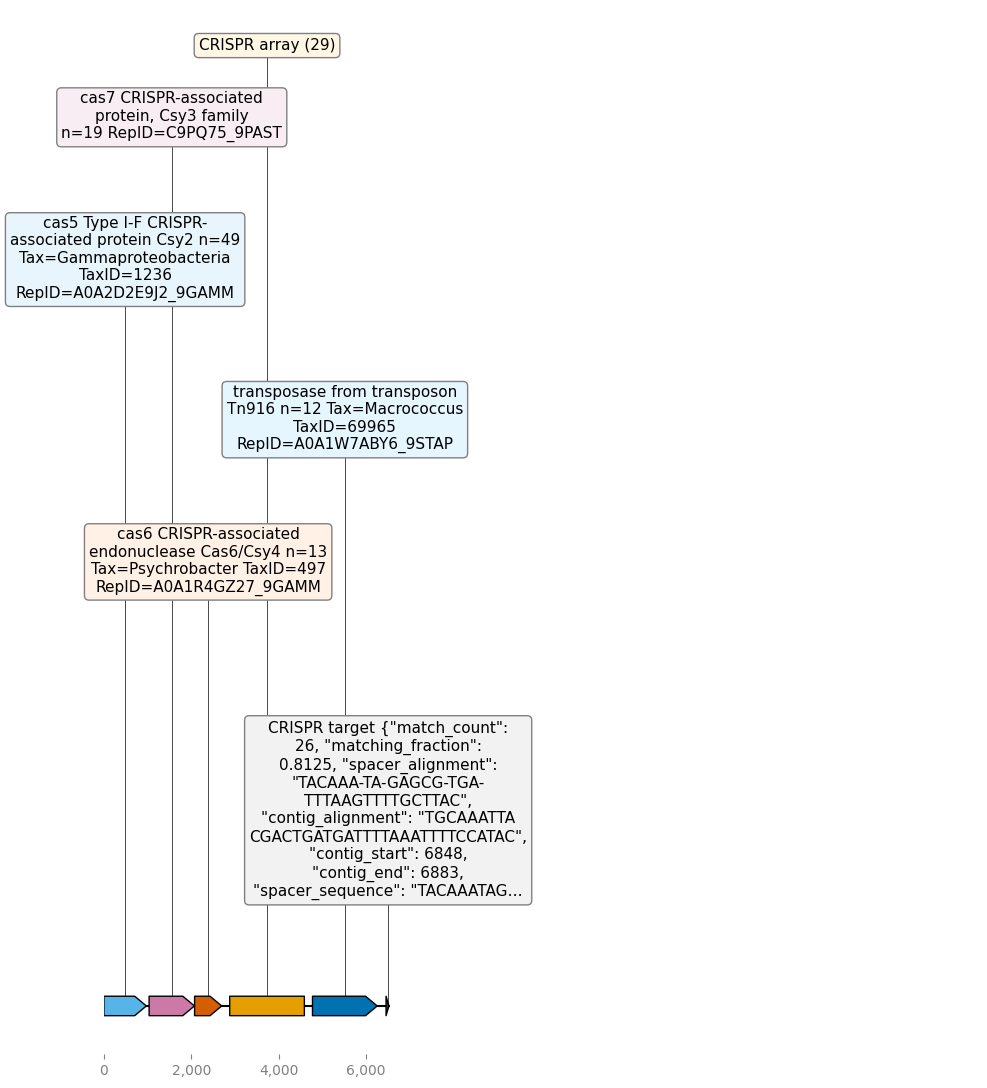 CRISPR array (29)
cas7 CRISPR-associated
protein, Csy3 family
n=19 RepID=C9PQ75_9PAST
cas5 Type I-F CRISPR-
associated protein Csy2 n=49
Tax=Gammaproteobacteria
TaxID=1236
RepID=A0A2D2E9J2_9GAMM
transposase from transposon
Tn916 n=12 Tax=Macrococcus
TaxID=69965
RepID=A0A1W7ABY6_9STAP
cas6 CRISPR-associated
endonuclease Cas6/Csy4 n=13
Tax=Psychrobacter TaxID=497
RepID=A0A1R4GZ27_9GAMM
CRISPR target {"match_count":
26, "matching_fraction":
0.8125, "spacer_alignment":
"TACAAA-TA-GAGCG-TGA-
TTTAAGTTTTGCTTAC",
"contig_alignment": "TGCAAATTA
CGACTGATGATTTTAAATTTTCCATAC",
"contig_start": 6848,
"contig_end": 6883,
"spacer_sequence": "TACAAATAG...
0 2,000 4,000 6,000